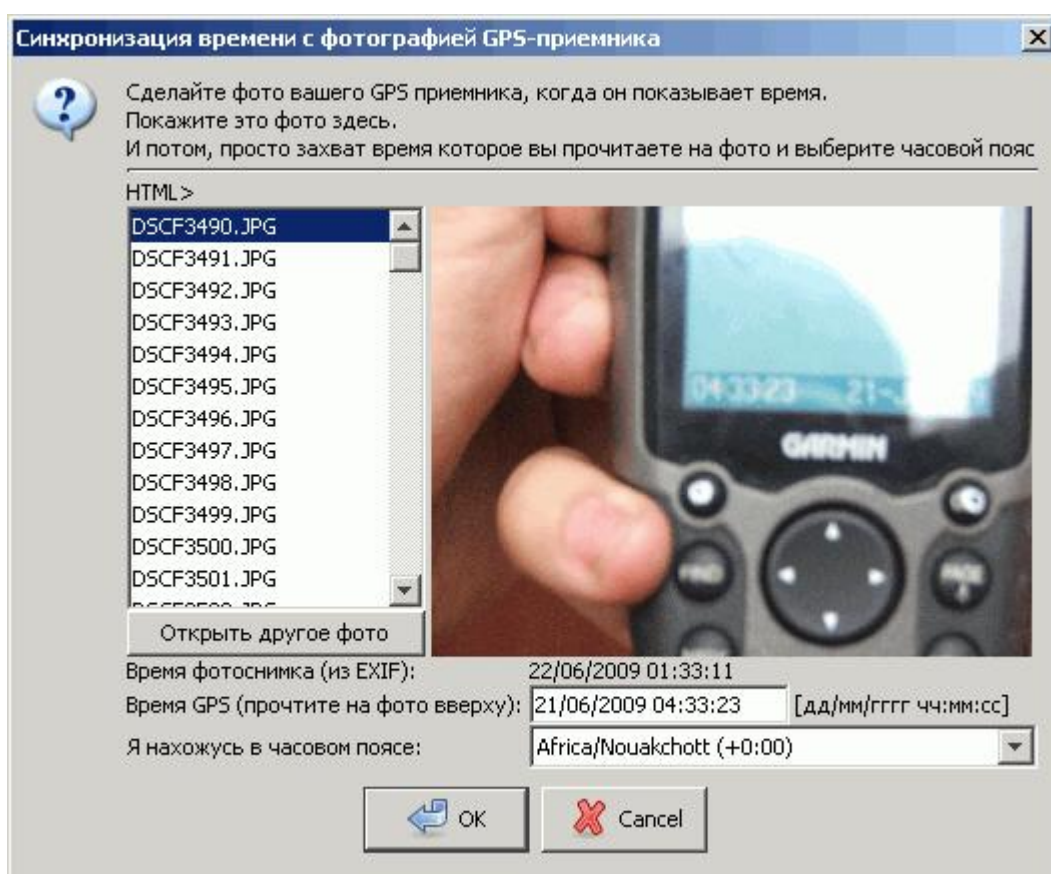 Синхронизация времени с фотографией GPS-приемника
Сделайте фото вашего GPS приемника, когда он показывает время.
Покажите это фото здесь.
И потом, просто захват время которое вы прочитаете на фото и выберите часовой пояс
HTML>
DSCF3490.JPG
DSCF3491.JPG
DSCF3492.JPG
DSCF3493.JPG
DSCF3494.JPG
DSCF3495.JPG
DSCF3496.JPG
DSCF3497.JPG
DSCF3498.JPG
DSCF3499.JPG
DSCF3500.JPG
DSCF3501.JPG
04:33:23 21-J
GARMIN
FIND
PAGE
Открыть другое фото
Время фотоснимка (из EXIF): 22/06/2009 01:33:11
Время GPS (прочтите на фото вверху): 21/06/2009 04:33:23 [дд/мм/гггг чч:мм:сс]
Я нахожусь в часовом поясе: Africa/Nouakchott (+0:00)
OK Cancel